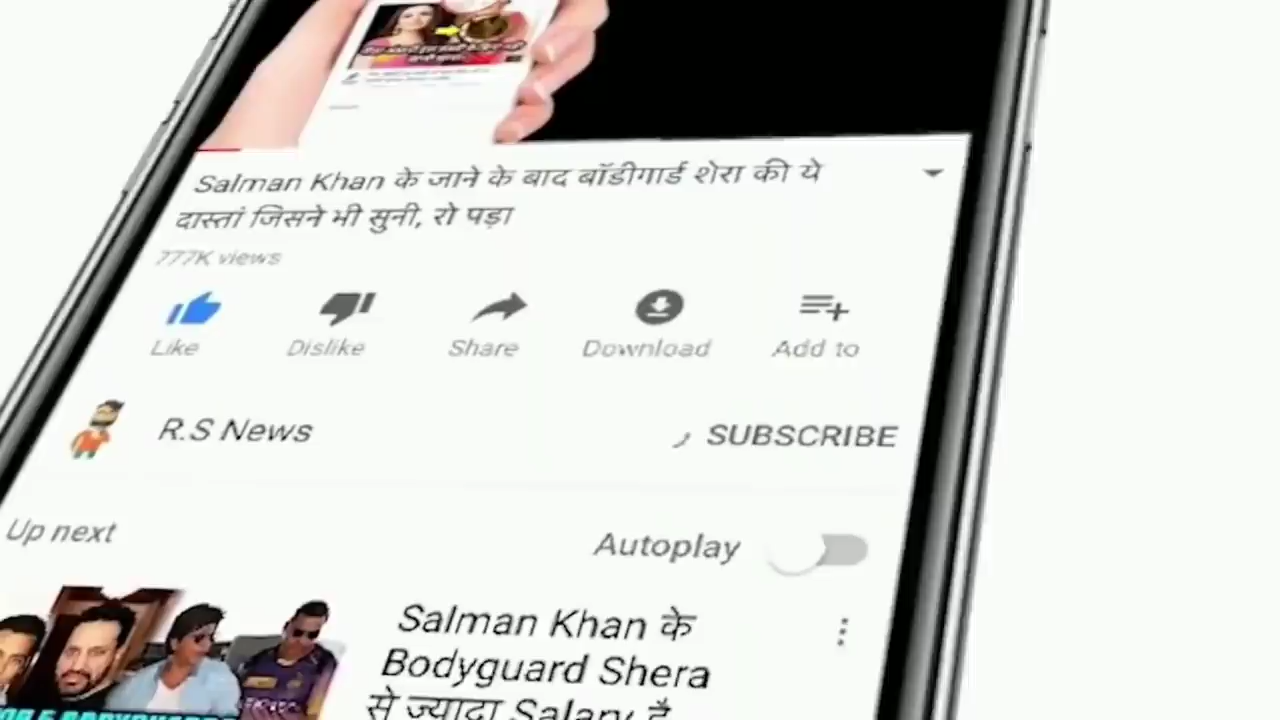 Salman Khan के जाने के बाद बॉडीगार्ड शेरा की ये
दास्तां जिसने भी सुनी, रो पड़ा
777K views
Like Dislike Share Download Add to
R.S News SUBSCRIBE
Up next Autoplay
Salman Khan के
Bodyguard Shera
से ज्यादा Salary है